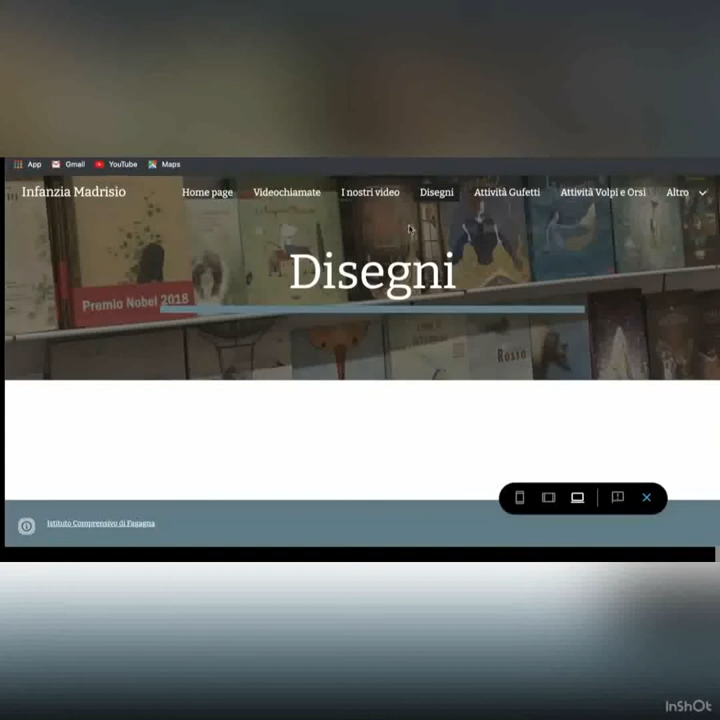 App Gmail YouTube Maps
Infanzia Madrisio Home page Videochiamate I nostri video Disegni Attività Gufetti Attività Volpi e Orsi Altro
Disegni
Premio Nobel 2018
Rosso
Istituto Comprensivo di Fagagna
InShOt